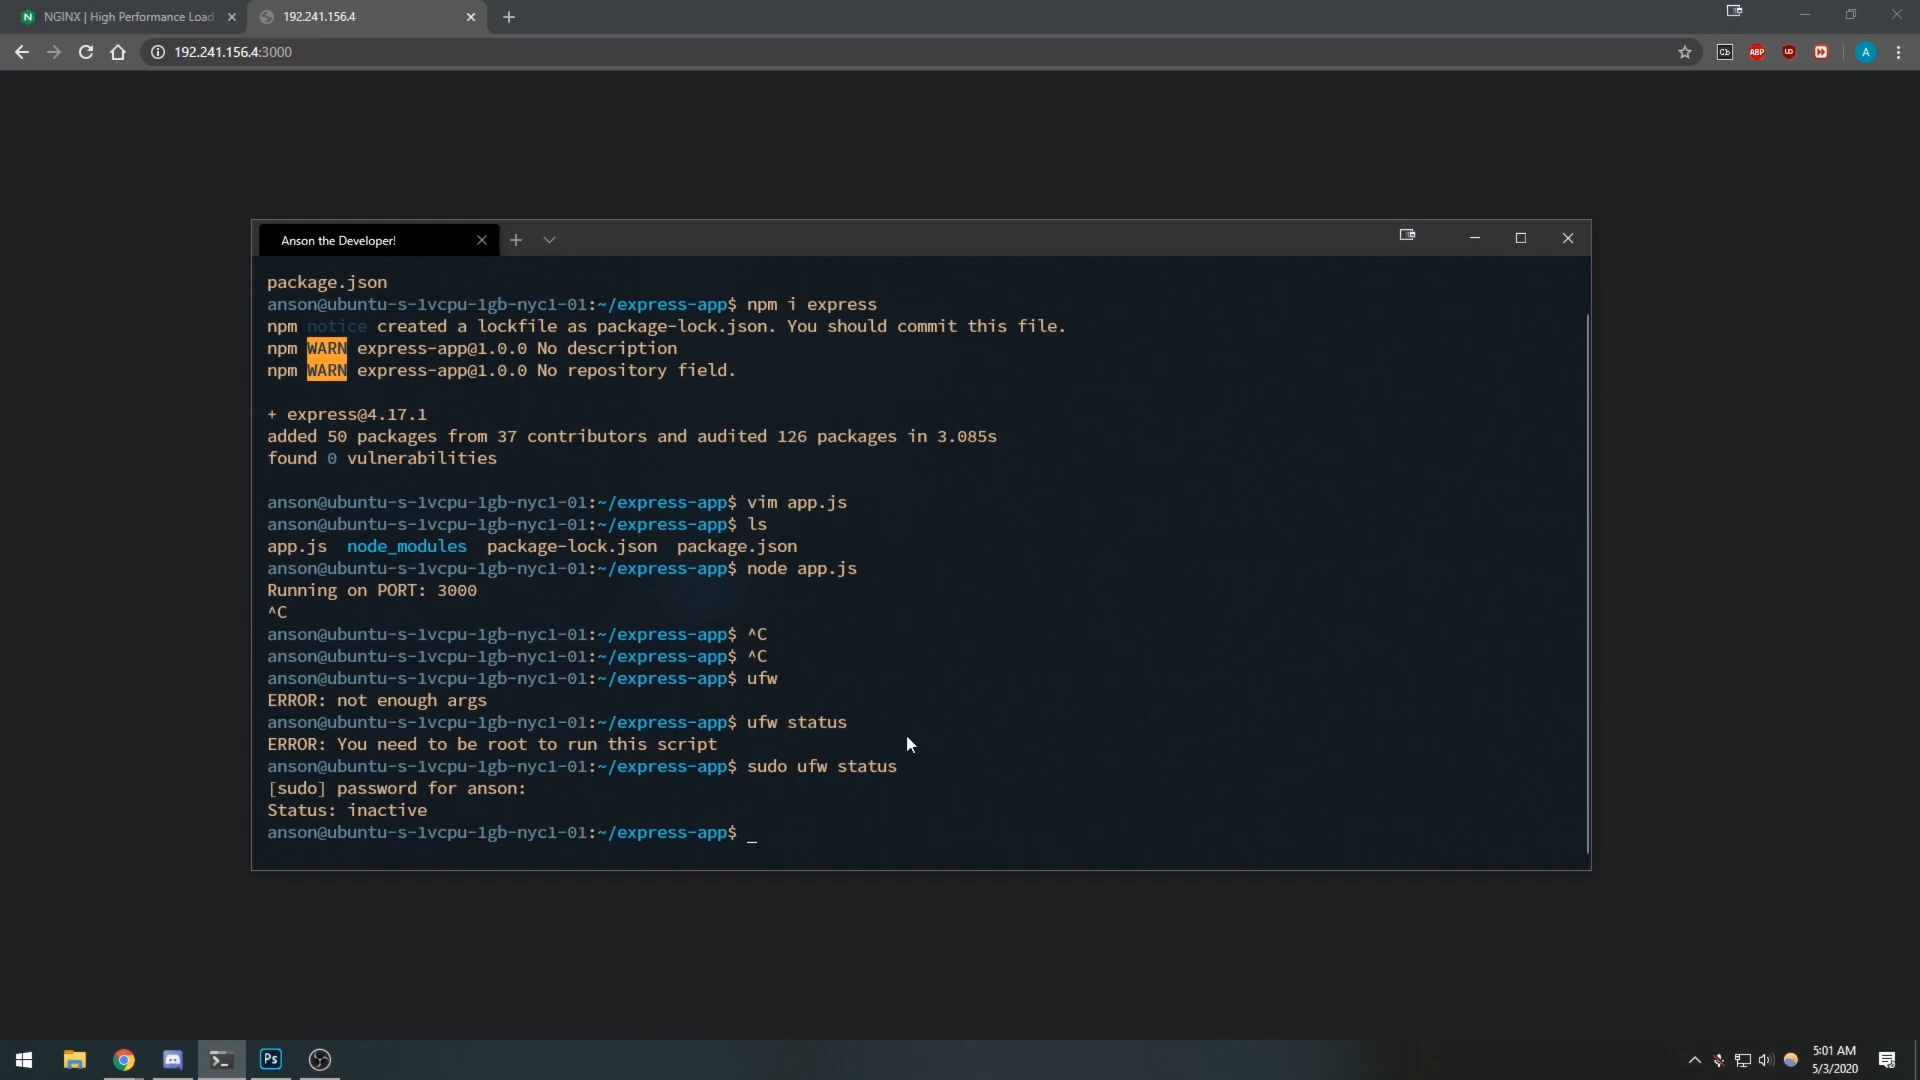 NGINX | High Performance Load
192.241.156.4
192.241.156.4:3000
Cb
ABP
UD
A
Anson the Developer!
package.json
anson@ubuntu-s-1vcpu-1gb-nyc1-01:~/express-app$ npm i express
npm notice created a lockfile as package-lock.json. You should commit this file.
npm WARN express-app@1.0.0 No description
npm WARN express-app@1.0.0 No repository field.
+ express@4.17.1
added 50 packages from 37 contributors and audited 126 packages in 3.085s
found 0 vulnerabilities
anson@ubuntu-s-1vcpu-1gb-nyc1-01:~/express-app$ vim app.js
anson@ubuntu-s-1vcpu-1gb-nyc1-01:~/express-app$ ls
app.js  node_modules  package-lock.json  package.json
anson@ubuntu-s-1vcpu-1gb-nyc1-01:~/express-app$ node app.js
Running on PORT: 3000
^C
anson@ubuntu-s-1vcpu-1gb-nyc1-01:~/express-app$ ^C
anson@ubuntu-s-1vcpu-1gb-nyc1-01:~/express-app$ ^C
anson@ubuntu-s-1vcpu-1gb-nyc1-01:~/express-app$ ufw
ERROR: not enough args
anson@ubuntu-s-1vcpu-1gb-nyc1-01:~/express-app$ ufw status
ERROR: You need to be root to run this script
anson@ubuntu-s-1vcpu-1gb-nyc1-01:~/express-app$ sudo ufw status
[sudo] password for anson:
Status: inactive
anson@ubuntu-s-1vcpu-1gb-nyc1-01:~/express-app$ _
Ps
5:01 AM
5/3/2020